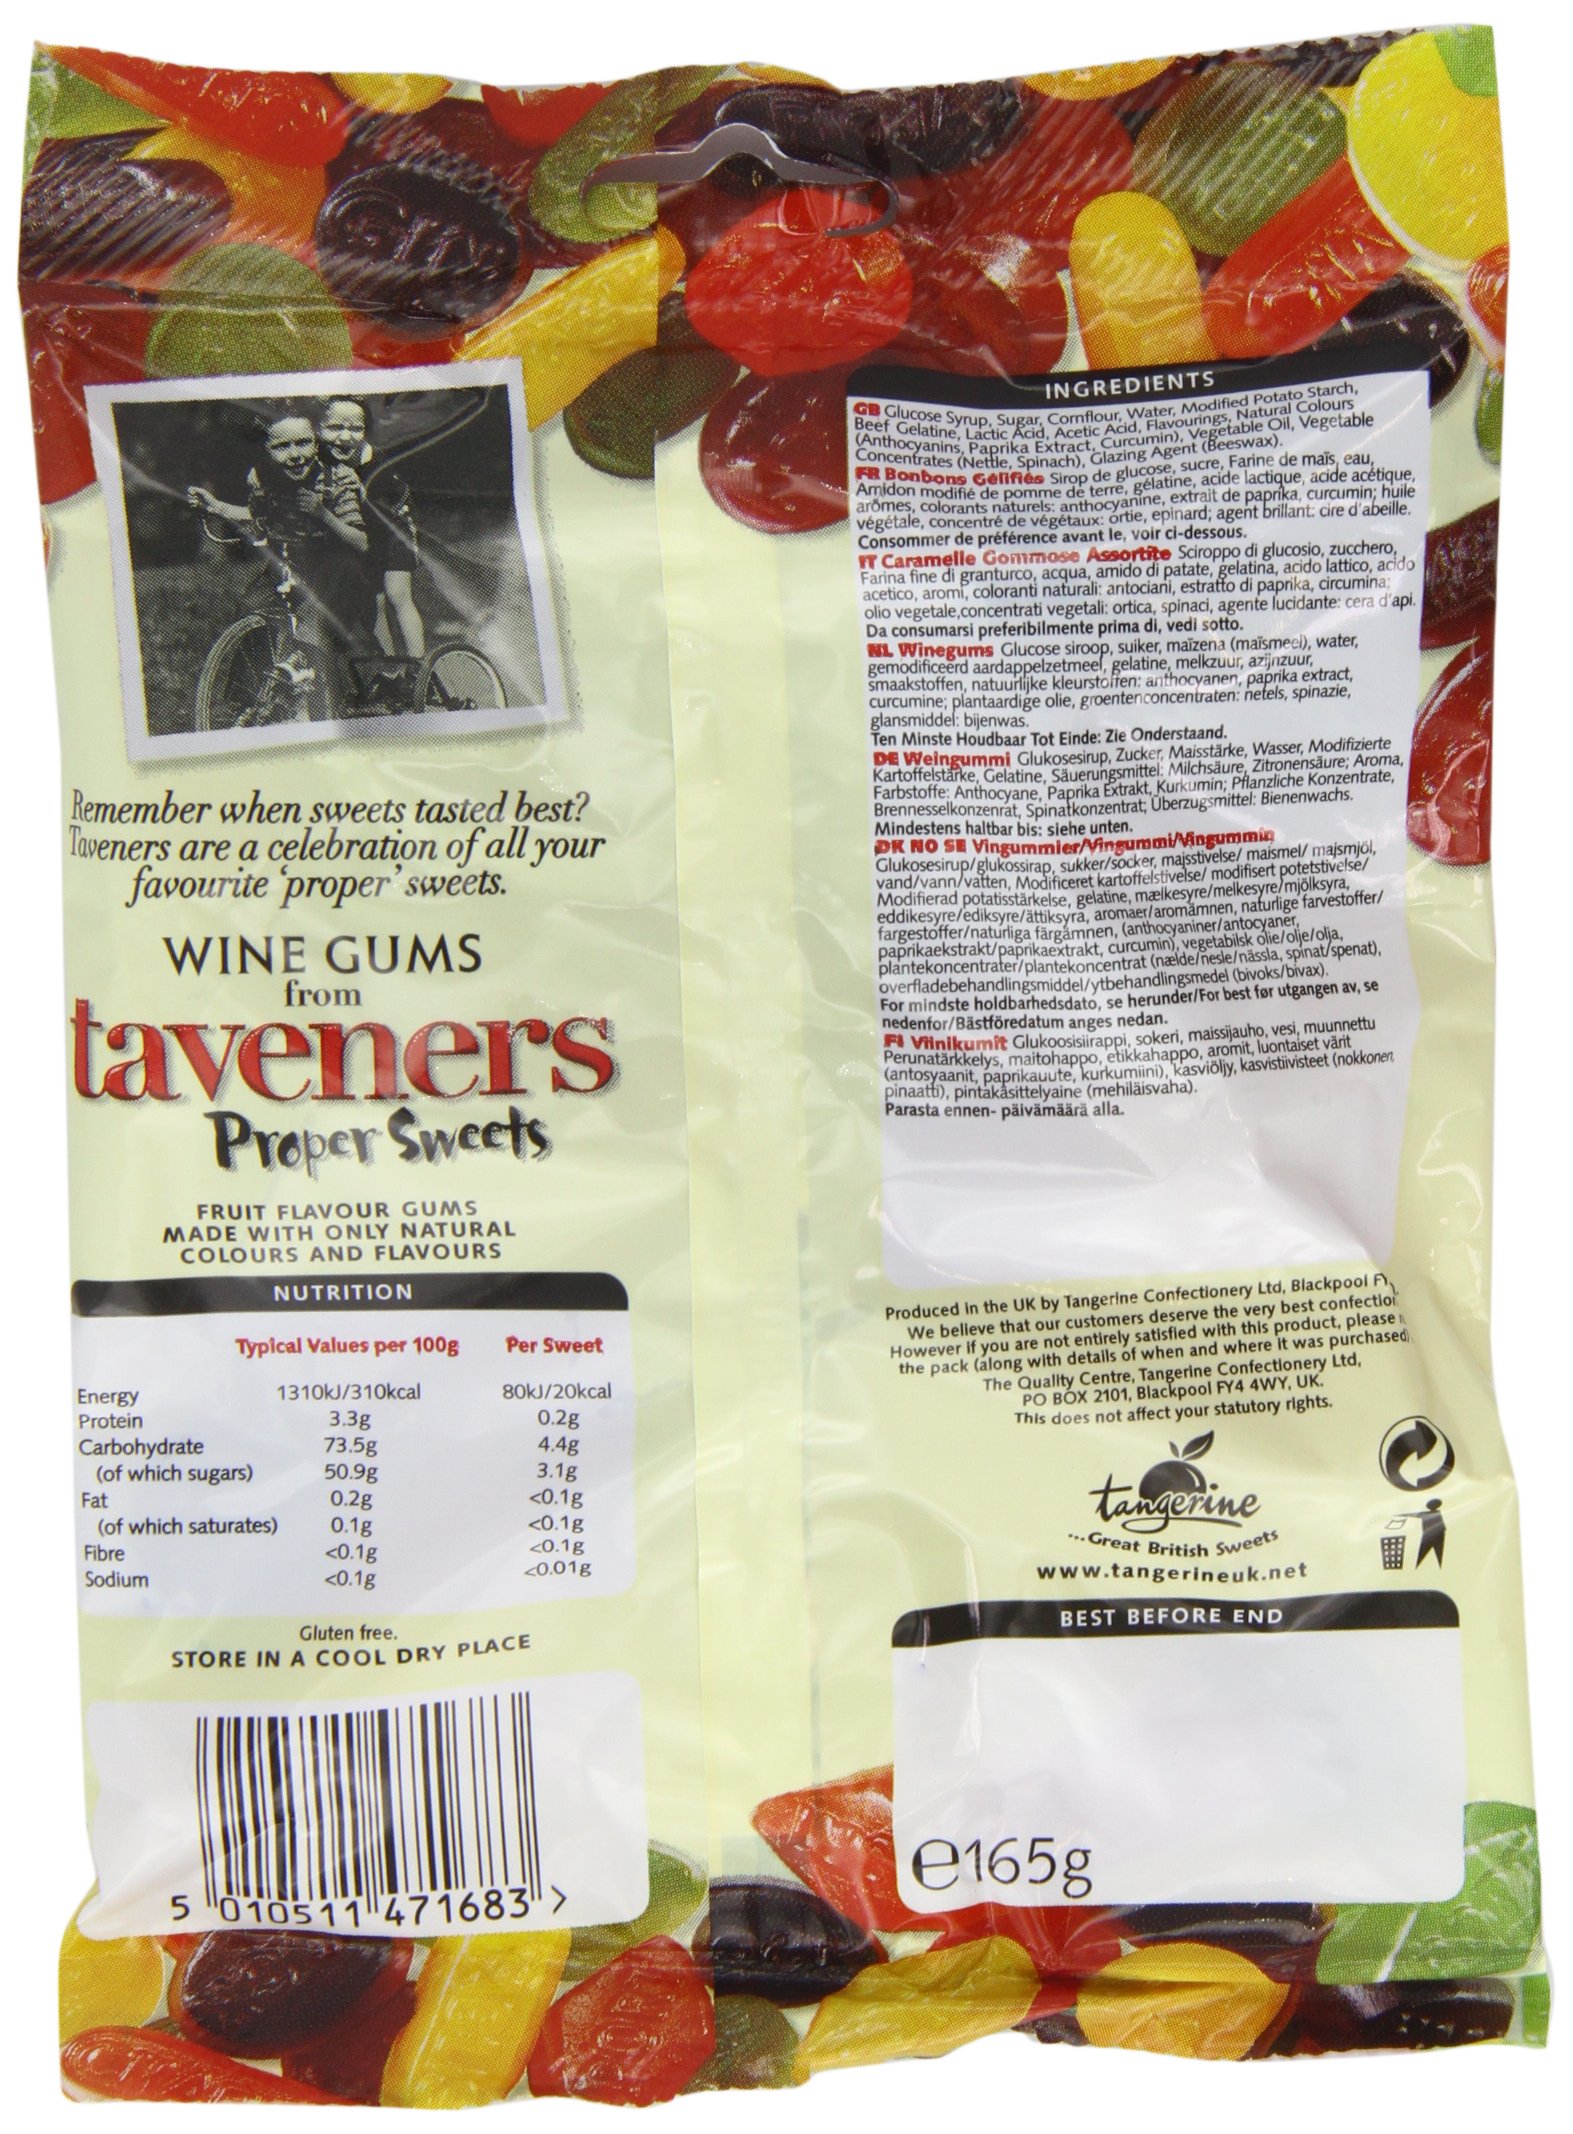 Remember when sweets tasted best?
Taveners are a celebration of all your
favourite 'proper' sweets.
WINE GUMS
from
taveners
Proper Sweets
FRUIT FLAVOUR GUMS
MADE WITH ONLY NATURAL
COLOURS AND FLAVOURS
NUTRITION
Typical Values per 100g Per Sweet
Energy 1310kJ/310kcal 80kJ/20kcal
Protein 3.3g 0.2g
Carbohydrate 73.5g 4.4g
(of which sugars) 50.9g 3.1g
Fat 0.2g <0.1g
(of which saturates) 0.1g <0.1g
Fibre <0.1g <0.1g
Sodium <0.1g <0.01g
Gluten free.
STORE IN A COOL DRY PLACE
5 010511 471683 >
INGREDIENTS
GB Glucose Syrup, Sugar, Cornflour, Water, Modified Potato Starch,
Beef Gelatine, Lactic Acid, Acetic Acid, Flavourings, Natural Colours
(Anthocyanins, Paprika Extract, Curcumin), Vegetable Oil, Vegetable
Concentrates (Nettle, Spinach), Glazing Agent (Beeswax).
FR Bonbons Gélifiés Sirop de glucose, sucre, Farine de maïs, eau,
Amidon modifié de pomme de terre, gélatine, acide lactique, acide acétique,
arômes, colorants naturels: anthocyanine, extrait de paprika, curcumin; huile
végétale, concentré de végétaux: ortie, epinard; agent brillant: cire d'abeille.
Consommer de préférence avant le, voir ci-dessous.
IT Caramelle Gommose Assortite Sciroppo di glucosio, zucchero,
Farina fine di granturco, acqua, amido di patate, gelatina, acido lattico, acido
acetico, aromi, coloranti naturali: antociani, estratto di paprika, circumina;
olio vegetale,concentrati vegetali: ortica, spinaci, agente lucidante: cera d'api.
Da consumarsi preferibilmente prima di, vedi sotto.
NL Winegums Glucose siroop, suiker, maïzena (maïsmeel), water,
gemodificeerd aardappelzetmeel, gelatine, melkzuur, azijnzuur,
smaakstoffen, natuurlijke kleurstoffen: anthocyanen, paprika extract,
curcumine; plantaardige olie, groentenconcentraten: netels, spinazie,
glansmiddel: bijenwas.
Ten Minste Houdbaar Tot Einde: Zie Onderstaand.
DE Weingummi Glukosesirup, Zucker, Maisstärke, Wasser, Modifizierte
Kartoffelstärke, Gelatine, Säuerungsmittel: Milchsäure, Zitronensäure; Aroma,
Farbstoffe: Anthocyane, Paprika Extrakt, Kurkumin; Pflanzliche Konzentrate,
Brennesselkonzenrat, Spinatkonzentrat; Überzugsmittel: Bienenwachs.
Mindestens haltbar bis: siehe unten.
DK NO SE Vingummier/Vingummi/Vingummin
Glukosesirup/glukossirap, sukker/socker, majsstivelse/ maismel/ majsmjöl,
vand/vann/vatten, Modificeret kartoffelstivelse/ modifisert potetstivelse/
Modifierad potatisstärkelse, gelatine, mælkesyre/melkesyre/mjölksyra,
eddikesyre/ediksyre/ättiksyra, aromaer/aromämnen, naturlige farvestoffer/
fargestoffer/naturliga färgämnen, (anthocyaniner/antocyaner,
paprikaekstrakt/paprikaextrakt, curcumin), vegetabilsk olie/olje/olja,
plantekoncentrater/plantekoncentrat (nælde/nesle/nässla, spinat/spenat),
overfladebehandlingsmiddel/ytbehandlingsmedel (bivoks/bivax).
For mindste holdbarhedsdato, se herunder/For best før utgangen av, se
nedenfor/Bästföredatum anges nedan.
FI Viinikumit Glukoosisiirappi, sokeri, maissijauho, vesi, muunnettu
Perunatärkkelys, maitohappo, etikkahappo, aromit, luontaiset värit
(antosyaanit, paprikauute, kurkumiini), kasviöljy, kasvistiivisteet (nokkonen,
pinaatti), pintakäsittelyaine (mehiläisvaha).
Parasta ennen- päivämäärä alla.
Produced in the UK by Tangerine Confectionery Ltd, Blackpool
We believe that our customers deserve the very best
However if you are not entirely satisfied with this product, please
the pack (along with details of when and where it was purchased)
The Quality Centre, Tangerine Confectionery Ltd,
PO BOX 2101, Blackpool FY4 4WY, UK.
This does not affect your statutory rights.
tangerine
...Great British Sweets
www.tangerineuk.net
BEST BEFORE END
e165g